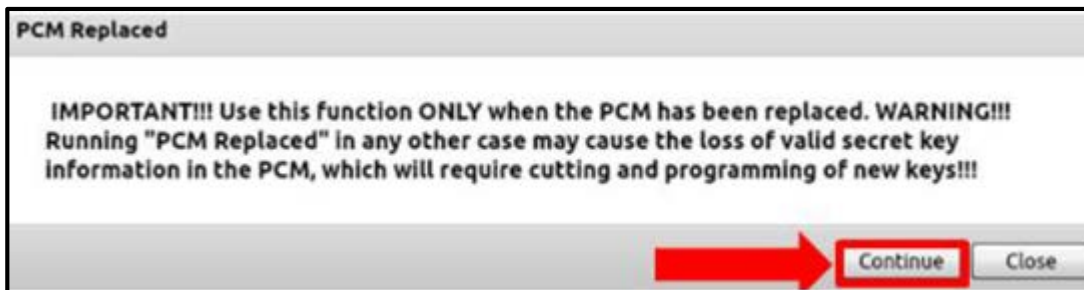 PCM Replaced
IMPORTANT!!! Use this function ONLY when the PCM has been replaced. WARNING!!!
Running "PCM Replaced" in any other case may cause the loss of valid secret key
information in the PCM, which will require cutting and programming of new keys!!!
Continue Close